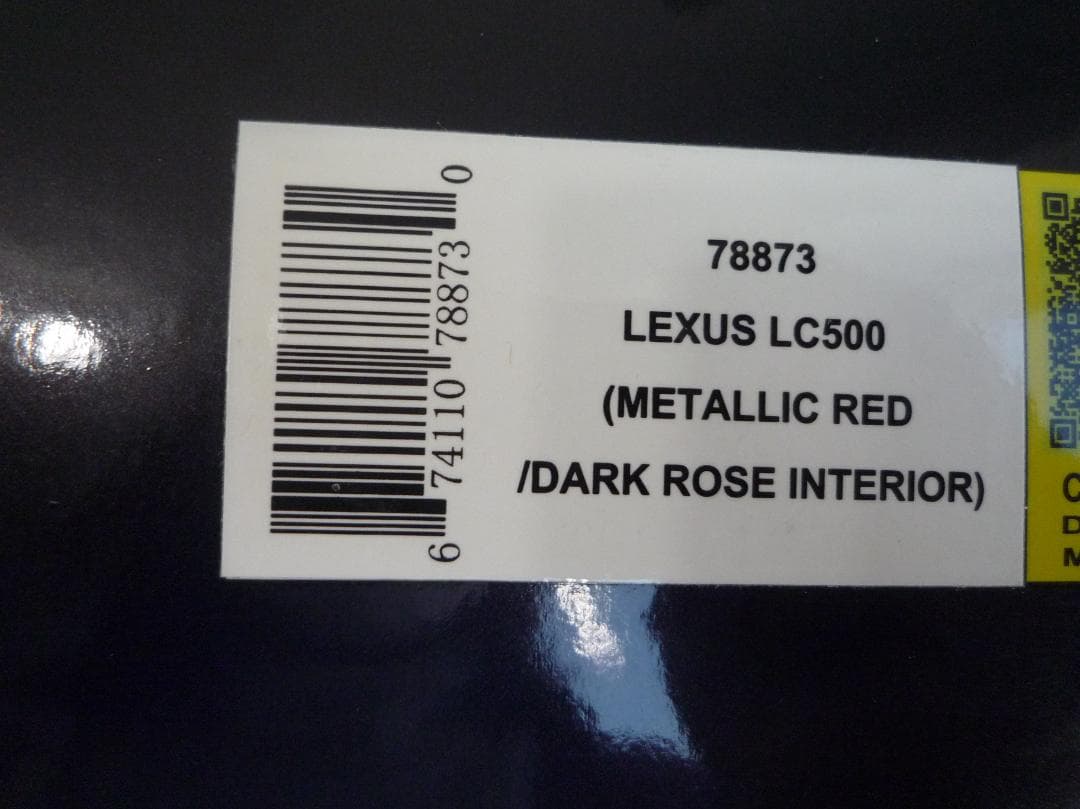 78873
LEXUS LC500
(METALLIC RED
/DARK ROSE INTERIOR)
6 74110 78873 0
C
D
M